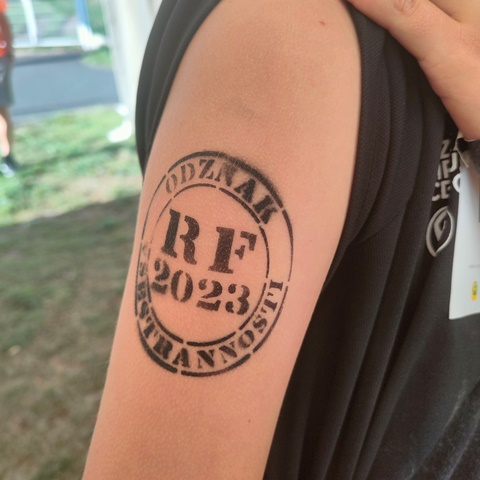 ODZNAK
RF
2023
VŠESTRANNOSTI